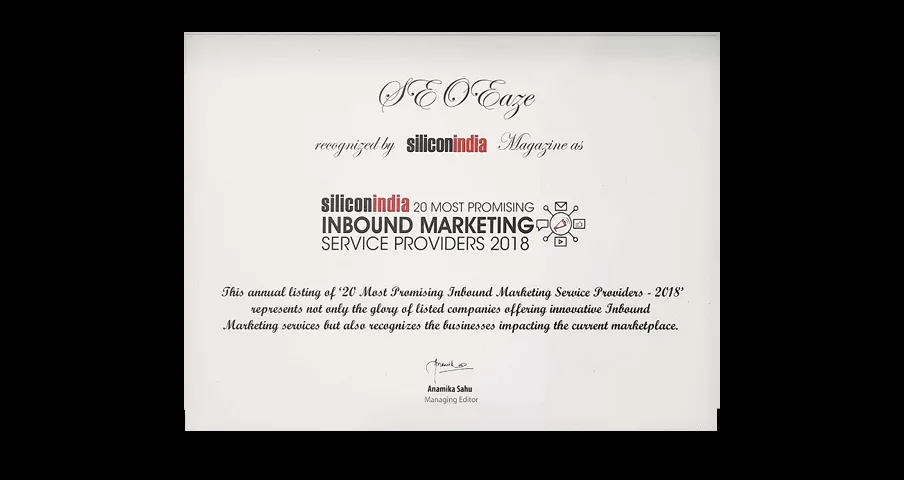 SEOEaze
recognized by siliconindia Magazine as
siliconindia 20 MOST PROMISING
INBOUND MARKETING
SERVICE PROVIDERS 2018
This annual listing of ‘20 Most Promising Inbound Marketing Service Providers - 2018’
represents not only the glory of listed companies offering innovative Inbound
Marketing services but also recognizes the businesses impacting the current marketplace.
Anamika Sahu
Managing Editor